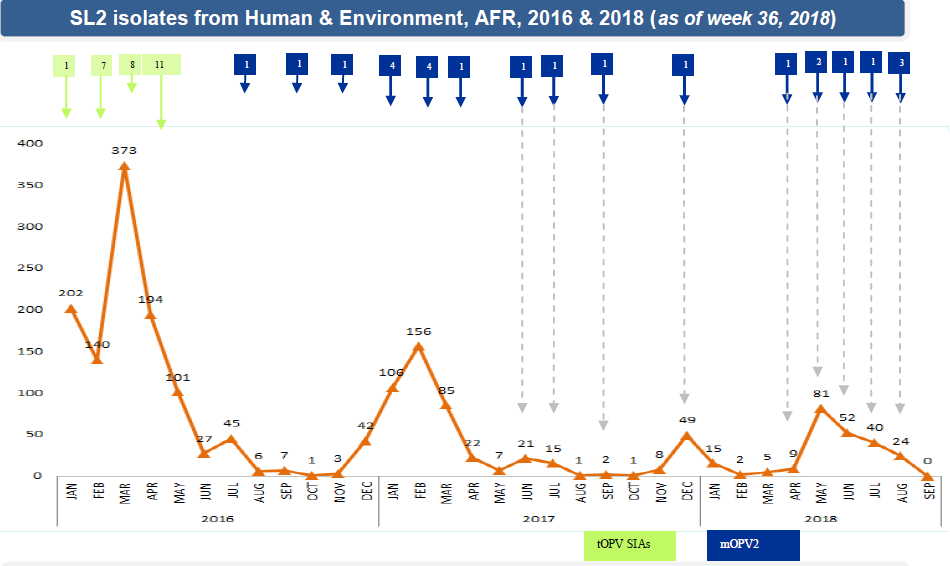 SL2 isolates from Human & Environment, AFR, 2016 & 2018 (as of week 36, 2018)
1 7 8 11 1 1 1 4 4 1 1 1 1 1 1 2 1 1 3
400
350
300
250
200
150
100
50
0
202 140 373 194 101 27 45 6 7 1 3 42 106 156 85 22 7 21 15 1 2 1 8 49 15 2 5 9 81 52 40 24 0
JAN FEB MAR APR MAY JUN JUL AUG SEP OCT NOV DEC JAN FEB MAR APR MAY JUN JUL AUG SEP OCT NOV DEC JAN FEB MAR APR MAY JUN JUL AUG SEP
2016 2017 2018
tOPV SIAs mOPV2